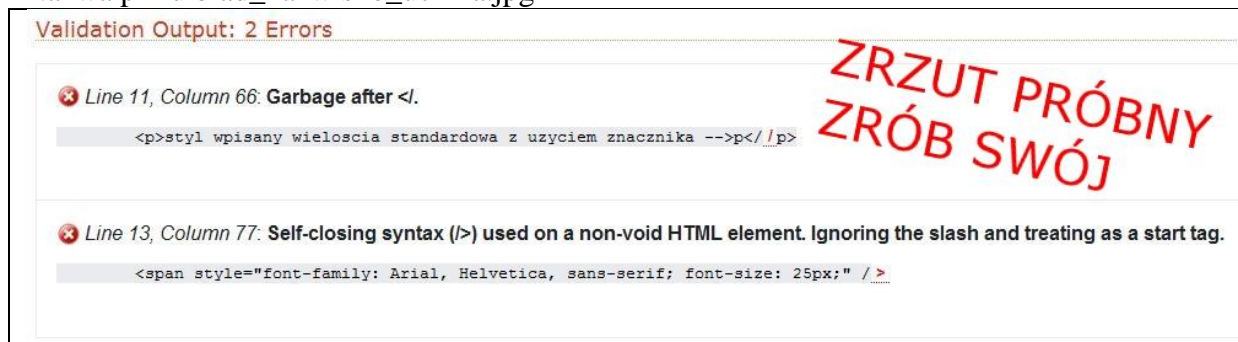 Validation Output: 2 Errors
Line 11, Column 66: Garbage after </.
<p>styl wpisany wieloscia standardowa z uzyciem znacznika -->p<//p>
Line 13, Column 77: Self-closing syntax (/>) used on a non-void HTML element. Ignoring the slash and treating as a start tag.
<span style="font-family: Arial, Helvetica, sans-serif; font-size: 25px;" />
ZRZUT PRÓBNY
ZRÓB SWÓJ